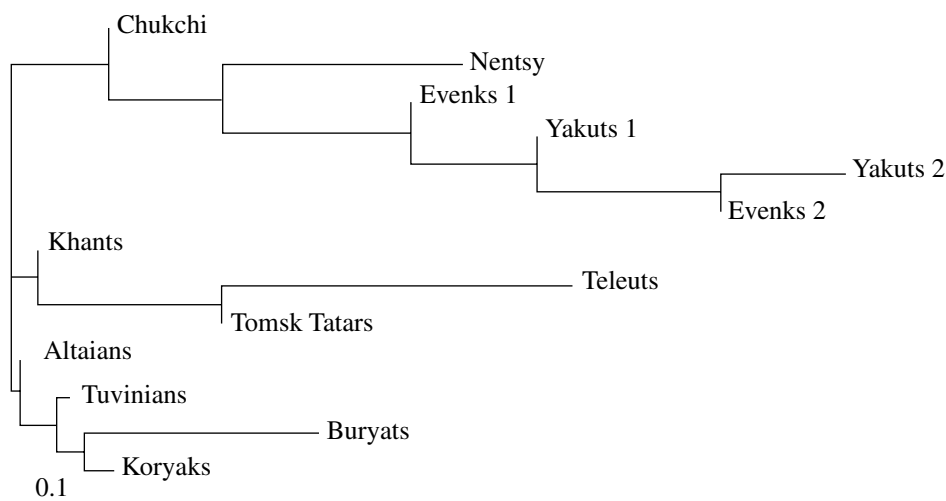 Chukchi
Nentsy
Evenks 1
Yakuts 1
Yakuts 2
Evenks 2
Khants
Teleuts
Tomsk Tatars
Altaians
Tuvinians
Buryats
Koryaks
0.1